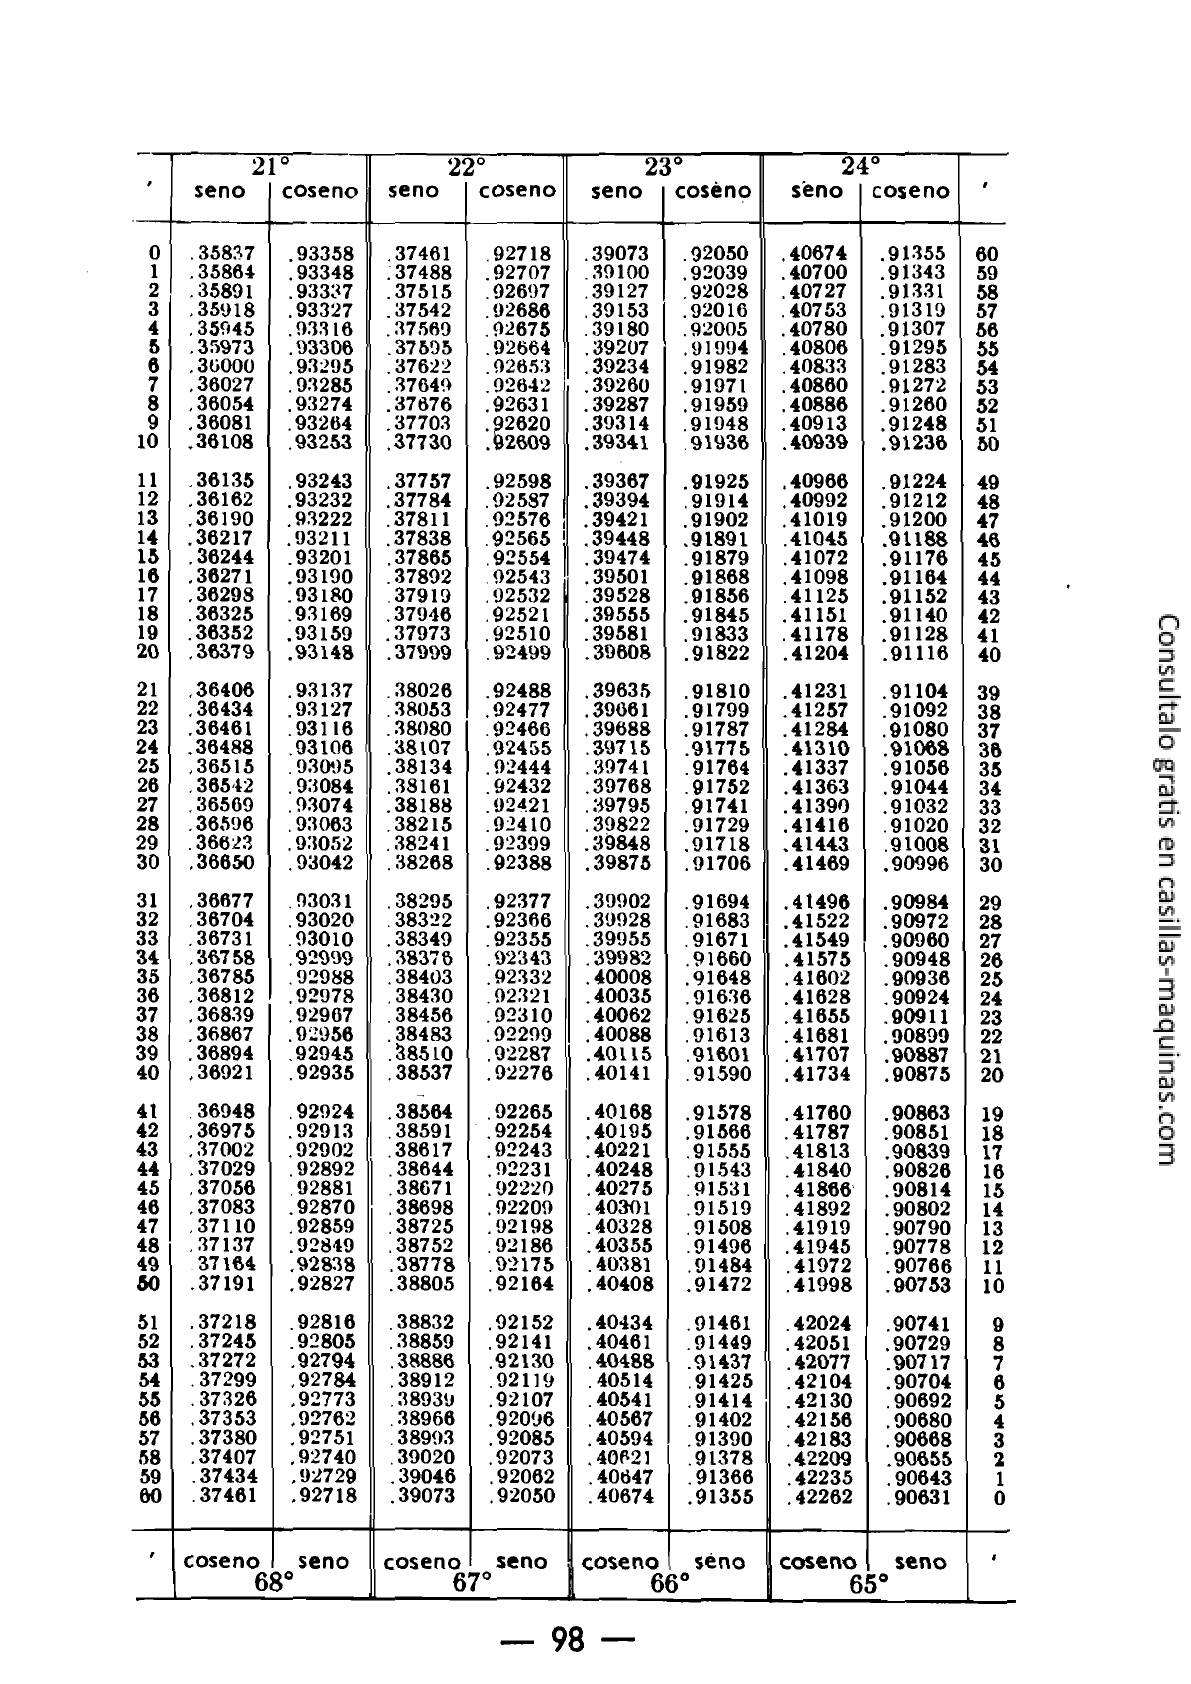 21° 22° 23° 24°
′ seno coseno seno coseno seno coseno seno coseno ′
0 .35837 .93358 .37461 .92718 .39073 .92050 .40674 .91355 60
1 .35864 .93348 .37488 .92707 .39100 .92039 .40700 .91343 59
2 .35891 .93337 .37515 .92697 .39127 .92028 .40727 .91331 58
3 .35918 .93327 .37542 .92686 .39153 .92016 .40753 .91319 57
4 .35945 .93316 .37569 .92675 .39180 .92005 .40780 .91307 56
5 .35973 .93306 .37595 .92664 .39207 .91994 .40806 .91295 55
6 .36000 .93295 .37622 .92653 .39234 .91982 .40833 .91283 54
7 .36027 .93285 .37649 .92642 .39260 .91971 .40860 .91272 53
8 .36054 .93274 .37676 .92631 .39287 .91959 .40886 .91260 52
9 .36081 .93264 .37703 .92620 .39314 .91948 .40913 .91248 51
10 .36108 .93253 .37730 .92609 .39341 .91936 .40939 .91236 50
11 .36135 .93243 .37757 .92598 .39367 .91925 .40966 .91224 49
12 .36162 .93232 .37784 .92587 .39394 .91914 .40992 .91212 48
13 .36190 .93222 .37811 .92576 .39421 .91902 .41019 .91200 47
14 .36217 .93211 .37838 .92565 .39448 .91891 .41045 .91188 46
15 .36244 .93201 .37865 .92554 .39474 .91879 .41072 .91176 45
16 .36271 .93190 .37892 .92543 .39501 .91868 .41098 .91164 44
17 .36298 .93180 .37919 .92532 .39528 .91856 .41125 .91152 43
18 .36325 .93169 .37946 .92521 .39555 .91845 .41151 .91140 42
19 .36352 .93159 .37973 .92510 .39581 .91833 .41178 .91128 41
20 .36379 .93148 .37999 .92499 .39608 .91822 .41204 .91116 40
21 .36406 .93137 .38026 .92488 .39635 .91810 .41231 .91104 39
22 .36434 .93127 .38053 .92477 .39661 .91799 .41257 .91092 38
23 .36461 .93116 .38080 .92466 .39688 .91787 .41284 .91080 37
24 .36488 .93106 .38107 .92455 .39715 .91775 .41310 .91068 36
25 .36515 .93095 .38134 .92444 .39741 .91764 .41337 .91056 35
26 .36542 .93084 .38161 .92432 .39768 .91752 .41363 .91044 34
27 .36569 .93074 .38188 .92421 .39795 .91741 .41390 .91032 33
28 .36596 .93063 .38215 .92410 .39822 .91729 .41416 .91020 32
29 .36623 .93052 .38241 .92399 .39848 .91718 .41443 .91008 31
30 .36650 .93042 .38268 .92388 .39875 .91706 .41469 .90996 30
31 .36677 .93031 .38295 .92377 .39902 .91694 .41496 .90984 29
32 .36704 .93020 .38322 .92366 .39928 .91683 .41522 .90972 28
33 .36731 .93010 .38349 .92355 .39955 .91671 .41549 .90960 27
34 .36758 .92999 .38376 .92343 .39982 .91660 .41575 .90948 26
35 .36785 .92988 .38403 .92332 .40008 .91648 .41602 .90936 25
36 .36812 .92978 .38430 .92321 .40035 .91636 .41628 .90924 24
37 .36839 .92967 .38456 .92310 .40062 .91625 .41655 .90911 23
38 .36867 .92956 .38483 .92299 .40088 .91613 .41681 .90899 22
39 .36894 .92945 .38510 .92287 .40115 .91601 .41707 .90887 21
40 .36921 .92935 .38537 .92276 .40141 .91590 .41734 .90875 20
41 .36948 .92924 .38564 .92265 .40168 .91578 .41760 .90863 19
42 .36975 .92913 .38591 .92254 .40195 .91566 .41787 .90851 18
43 .37002 .92902 .38617 .92243 .40221 .91555 .41813 .90839 17
44 .37029 .92892 .38644 .92231 .40248 .91543 .41840 .90826 16
45 .37056 .92881 .38671 .92220 .40275 .91531 .41866 .90814 15
46 .37083 .92870 .38698 .92209 .40301 .91519 .41892 .90802 14
47 .37110 .92859 .38725 .92198 .40328 .91508 .41919 .90790 13
48 .37137 .92849 .38752 .92186 .40355 .91496 .41945 .90778 12
49 .37164 .92838 .38778 .92175 .40381 .91484 .41972 .90766 11
50 .37191 .92827 .38805 .92164 .40408 .91472 .41998 .90753 10
51 .37218 .92816 .38832 .92152 .40434 .91461 .42024 .90741 9
52 .37245 .92805 .38859 .92141 .40461 .91449 .42051 .90729 8
53 .37272 .92794 .38886 .92130 .40488 .91437 .42077 .90717 7
54 .37299 .92784 .38912 .92119 .40514 .91425 .42104 .90704 6
55 .37326 .92773 .38939 .92107 .40541 .91414 .42130 .90692 5
56 .37353 .92762 .38966 .92096 .40567 .91402 .42156 .90680 4
57 .37380 .92751 .38993 .92085 .40594 .91390 .42183 .90668 3
58 .37407 .92740 .39020 .92073 .40621 .91378 .42209 .90655 2
59 .37434 .92729 .39046 .92062 .40647 .91366 .42235 .90643 1
60 .37461 .92718 .39073 .92050 .40674 .91355 .42262 .90631 0
′ coseno seno coseno seno coseno seno coseno seno ′
68° 67° 66° 65°
— 98 —
Consultalo gratis en casillas-maquinas.com